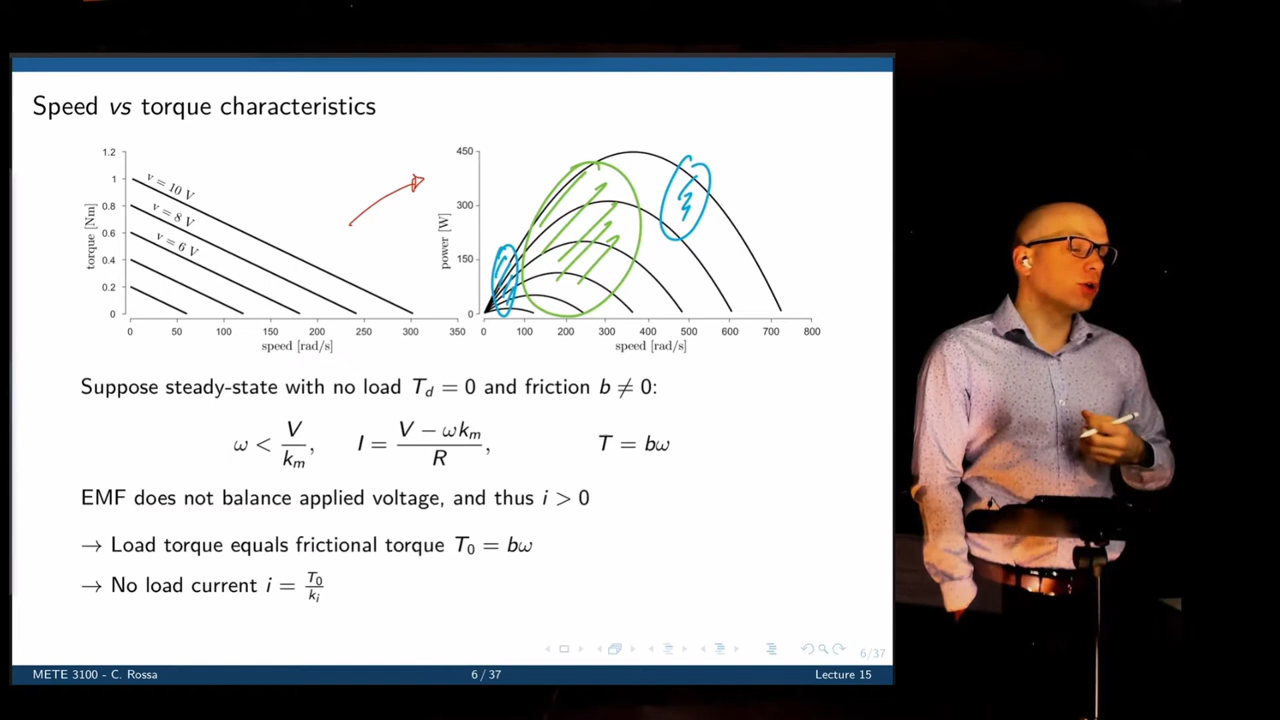 Speed vs torque characteristics
1.2
1
0.8
0.6
0.4
0.2
0
torque [Nm]
v = 10 V
v = 8 V
v = 6 V
0 50 100 150 200 250 300 350
speed [rad/s]
450
300
150
0
power [W]
0 100 200 300 400 500 600 700 800
speed [rad/s]
Suppose steady-state with no load T_d = 0 and friction b ≠ 0:
ω < V/k_m, I = (V − ωk_m)/R, T = bω
EMF does not balance applied voltage, and thus i > 0
→ Load torque equals frictional torque T₀ = bω
→ No load current i = T₀/k_i
6/37
METE 3100 - C. Rossa 6 / 37 Lecture 15